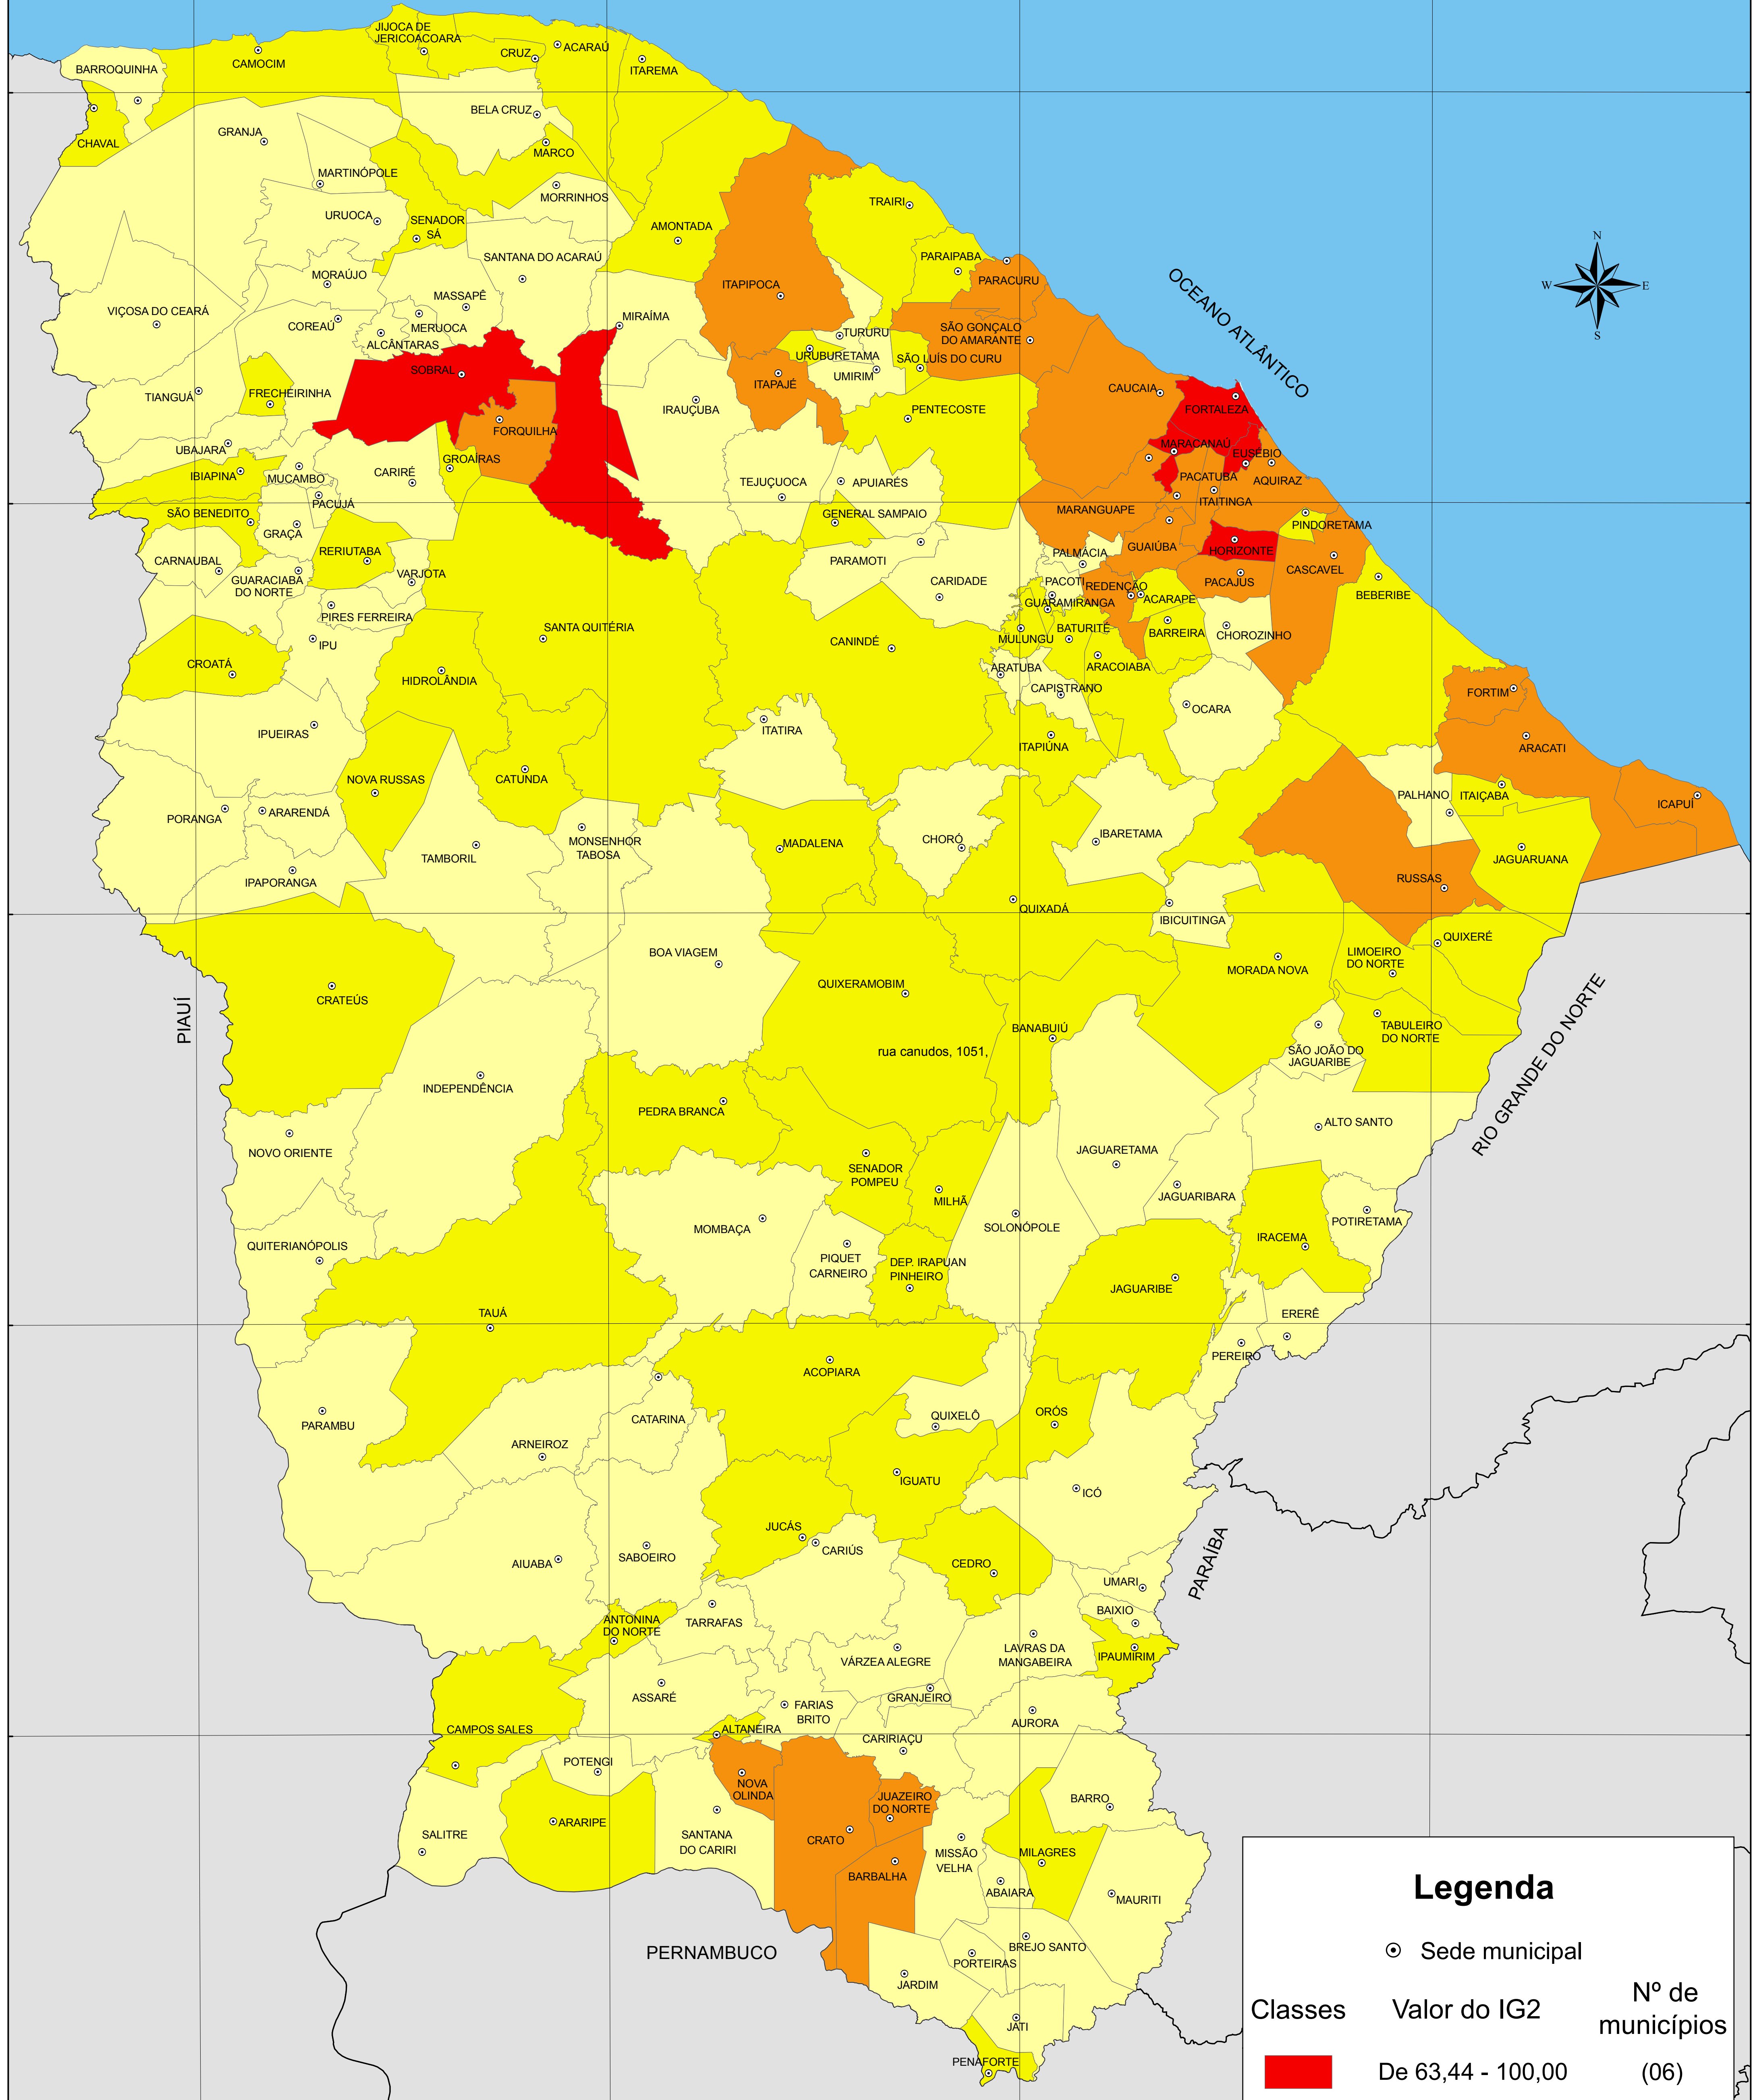 JIJOCA DE
JERICOACOARA
ACARAÚ
CRUZ
CAMOCIM
BARROQUINHA
ITAREMA
BELA CRUZ
GRANJA
CHAVAL
MARCO
MARTINÓPOLE
MORRINHOS
TRAIRI
URUOCA
SENADOR
SÁ
AMONTADA
N
W
E
S
SANTANA DO ACARAÚ
PARAIPABA
MORAÚJO
ITAPIPOCA
PARACURU
OCEANO ATLÂNTICO
MASSAPÊ
VIÇOSA DO CEARÁ
MIRAÍMA
COREAÚ
MERUOCA
SÃO GONÇALO
DO AMARANTE
TURURU
ALCÂNTARAS
URUBURETAMA
SÃO LUÍS DO CURU
SOBRAL
UMIRIM
ITAPAJÉ
CAUCAIA
FRECHEIRINHA
TIANGUÁ
IRAUÇUBA
PENTECOSTE
FORTALEZA
FORQUILHA
MARACANAÚ
UBAJARA
EUSÉBIO
GROAÍRAS
CARIRÉ
IBIAPINA
MUCAMBO
PACATUBA
AQUIRAZ
TEJUÇUOCA
APUIARÉS
ITAITINGA
PACUJÁ
MARANGUAPE
SÃO BENEDITO
GENERAL SAMPAIO
PINDORETAMA
GRAÇA
GUAIÚBA
RERIUTABA
HORIZONTE
PALMÁCIA
CARNAUBAL
PARAMOTI
CASCAVEL
VARJOTA
GUARACIABA
DO NORTE
CARIDADE
PACOTI
REDENÇÃO
PACAJUS
BEBERIBE
GUARAMIRANGA
ACARAPE
PIRES FERREIRA
SANTA QUITÉRIA
BATURITÉ
BARREIRA
CHOROZINHO
MULUNGU
CANINDÉ
IPU
CROATÁ
ARATUBA
ARACOIABA
HIDROLÂNDIA
CAPISTRANO
FORTIM
OCARA
IPUEIRAS
ITATIRA
ITAPIÚNA
ARACATI
NOVA RUSSAS
CATUNDA
PALHANO
ITAIÇABA
ICAPUÍ
PORANGA
ARARENDÁ
IBARETAMA
MONSENHOR
TABOSA
MADALENA
CHORÓ
TAMBORIL
JAGUARUANA
IPAPORANGA
RUSSAS
QUIXADÁ
IBICUITINGA
QUIXERÉ
BOA VIAGEM
LIMOEIRO
DO NORTE
MORADA NOVA
QUIXERAMOBIM
CRATEÚS
PIAUÍ
BANABUIÚ
TABULEIRO
DO NORTE
rua canudos, 1051,
SÃO JOÃO DO
JAGUARIBE
RIO GRANDE DO NORTE
INDEPENDÊNCIA
PEDRA BRANCA
ALTO SANTO
NOVO ORIENTE
JAGUARETAMA
SENADOR
POMPEU
JAGUARIBARA
MILHÃ
POTIRETAMA
MOMBAÇA
SOLONÓPOLE
IRACEMA
QUITERIANÓPOLIS
PIQUET
CARNEIRO
DEP. IRAPUAN
PINHEIRO
JAGUARIBE
TAUÁ
ERERÊ
PEREIRO
ACOPIARA
ORÓS
QUIXELÔ
CATARINA
PARAMBU
ARNEIROZ
IGUATU
ICÓ
JUCÁS
CARIÚS
SABOEIRO
AIUABA
CEDRO
PARAÍBA
UMARI
BAIXIO
ANTONINA
DO NORTE
TARRAFAS
LAVRAS DA
MANGABEIRA
IPAUMIRIM
VÁRZEA ALEGRE
ASSARÉ
GRANJEIRO
FARIAS
BRITO
AURORA
CAMPOS SALES
ALTANEIRA
CARIRIAÇU
POTENGI
NOVA
OLINDA
JUAZEIRO
DO NORTE
BARRO
ARARIPE
SALITRE
SANTANA
DO CARIRI
CRATO
MISSÃO
VELHA
MILAGRES
BARBALHA
ABAIARA
MAURITI
BREJO SANTO
PERNAMBUCO
PORTEIRAS
JARDIM
JATI
PENAFORTE
Legenda
Sede municipal
Classes
Valor do IG2
Nº de
municípios
De 63,44 - 100,00
(06)